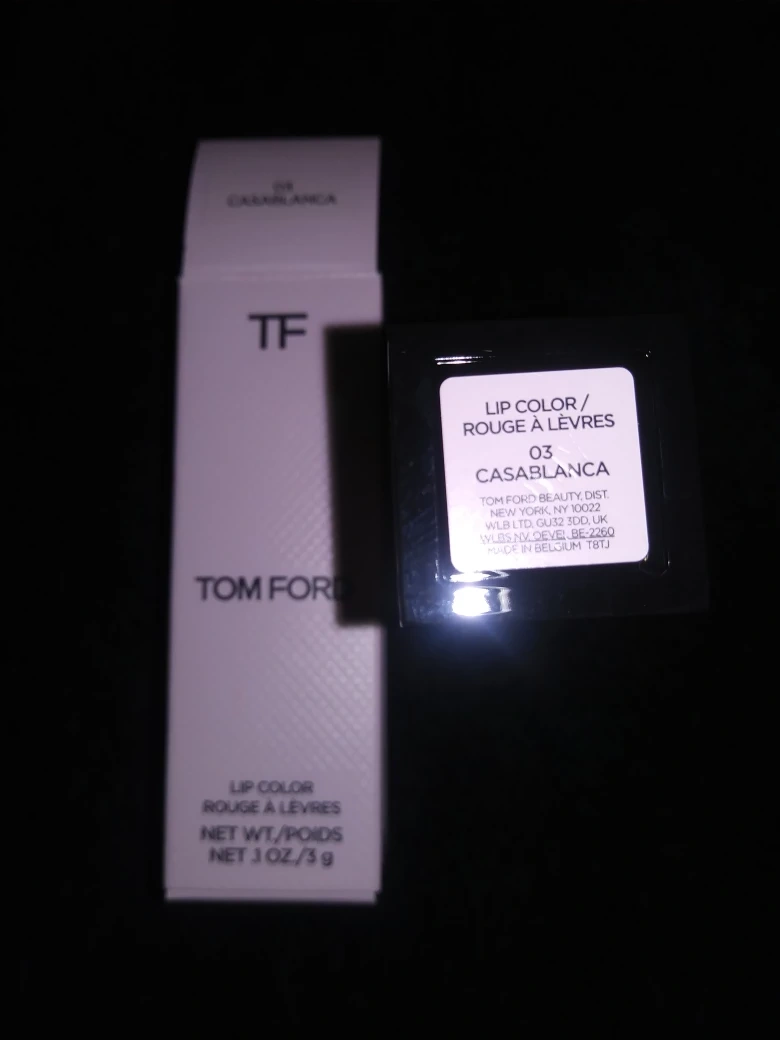 03
CASABLANCA
TF
TOM FORD
LIP COLOR
ROUGE À LÈVRES
NET WT./POIDS
NET .1 OZ./3 g
LIP COLOR /
ROUGE À LÈVRES
03
CASABLANCA
TOM FORD BEAUTY, DIST.
NEW YORK, NY 10022
WLB LTD, GU32 3DD, UK
WLBS NV, OEVEL, BE-2260
MADE IN BELGIUM T8TJ